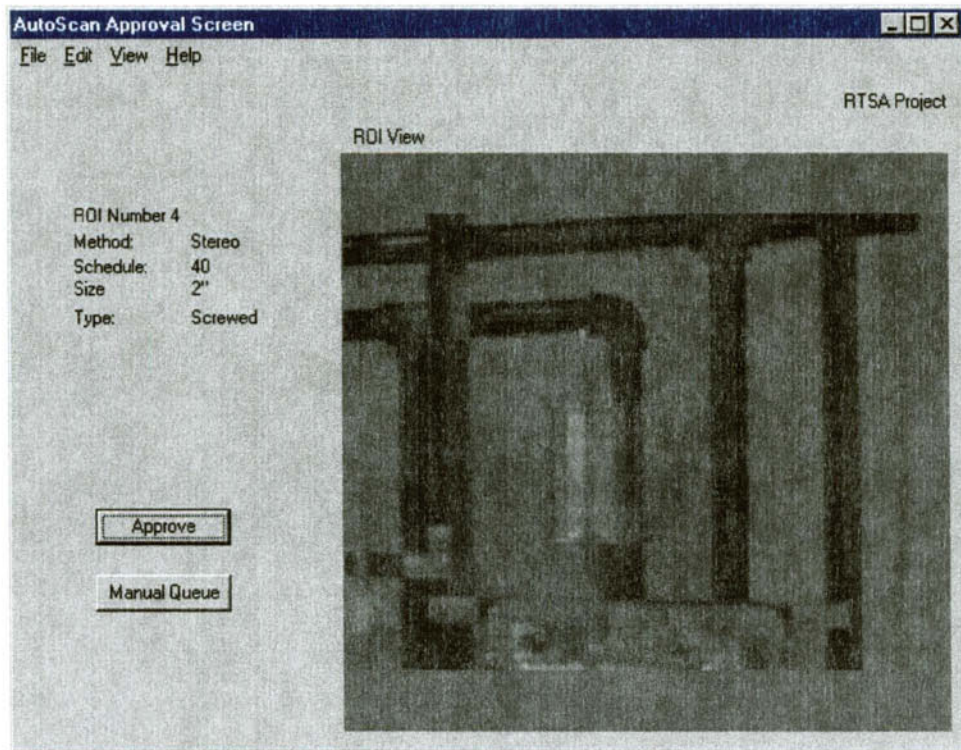 AutoScan Approval Screen
File Edit View Help
RTSA Project
ROI View
ROI Number 4
Method: Stereo
Schedule: 40
Size 2"
Type: Screwed
Approve
Manual Queue